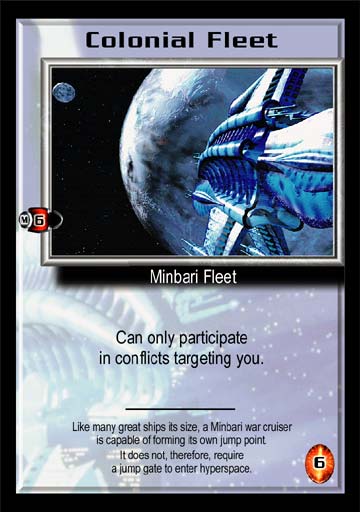 Colonial Fleet
M 6
Minbari Fleet
Can only participate
in conflicts targeting you.
Like many great ships its size, a Minbari war cruiser
is capable of forming its own jump point.
It does not, therefore, require
a jump gate to enter hyperspace.
6